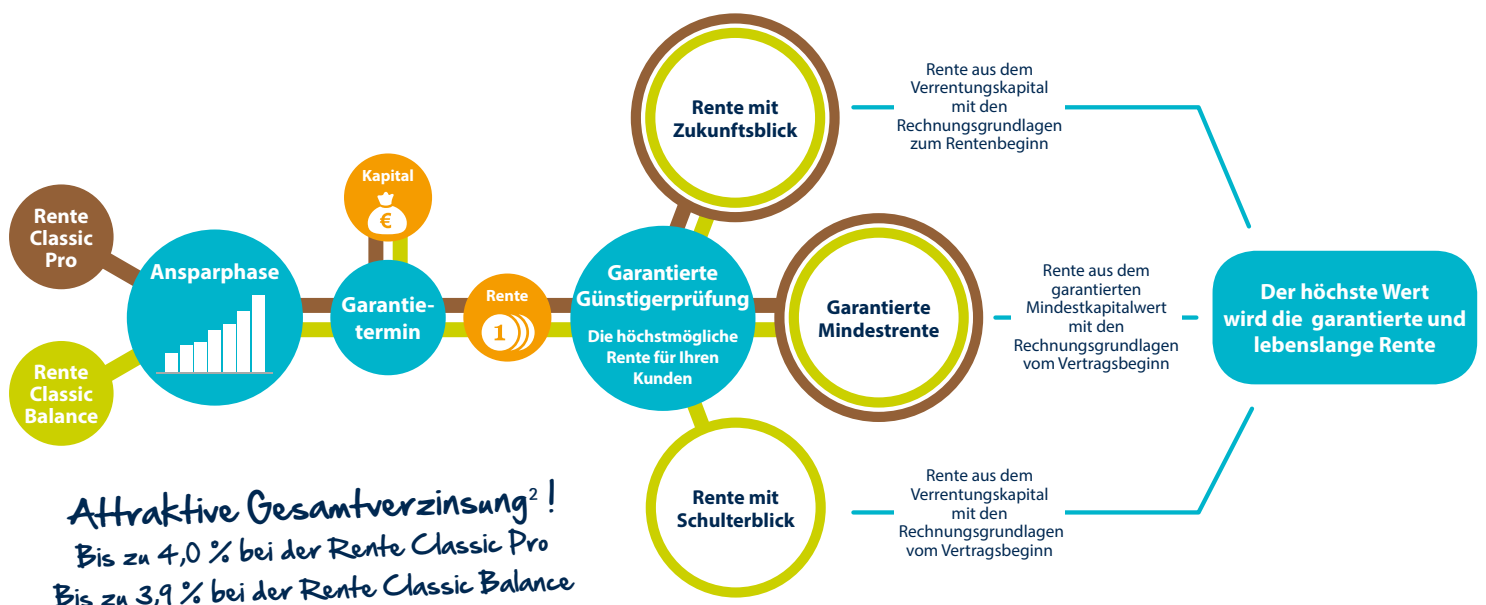 Rente
Classic
Pro
Rente
Classic
Balance
Ansparphase
Kapital
€
Garantie-
termin
Rente
1
Garantierte
Günstigerprüfung
Die höchstmögliche
Rente für Ihren
Kunden
Rente mit
Zukunftsblick
Rente aus dem
Verrentungskapital
mit den
Rechnungsgrundlagen
zum Rentenbeginn
Garantierte
Mindestrente
Rente aus dem
garantierten
Mindestkapitalwert
mit den
Rechnungsgrundlagen
vom Vertragsbeginn
Rente mit
Schulterblick
Rente aus dem
Verrentungskapital
mit den
Rechnungsgrundlagen
vom Vertragsbeginn
Der höchste Wert
wird die garantierte und
lebenslange Rente
Attraktive Gesamtverzinsung² !
Bis zu 4,0 % bei der Rente Classic Pro
Bis zu 3,9 % bei der Rente Classic Balance